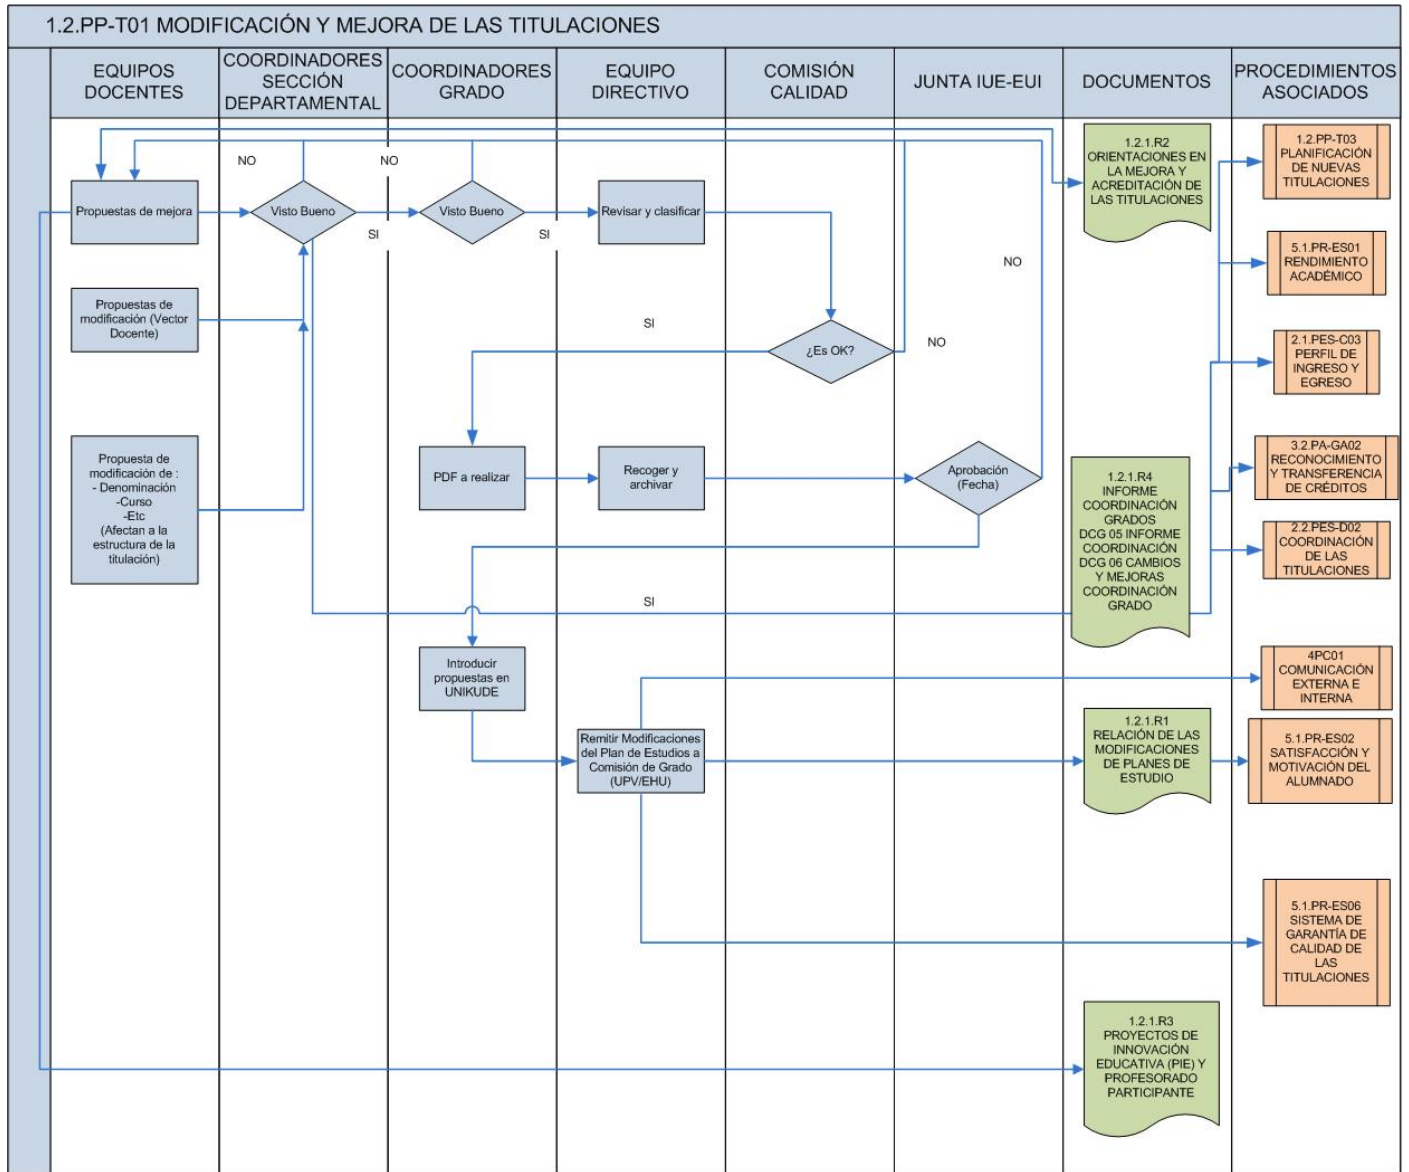 1.2.PP-T01 MODIFICACIÓN Y MEJORA DE LAS TITULACIONES
EQUIPOS
DOCENTES
COORDINADORES
SECCIÓN
DEPARTAMENTAL
COORDINADORES
GRADO
EQUIPO
DIRECTIVO
COMISIÓN
CALIDAD
JUNTA IUE-EUI
DOCUMENTOS
PROCEDIMIENTOS
ASOCIADOS
NO
NO
Propuestas de mejora
Visto Bueno
SI
Visto Bueno
SI
Revisar y clasificar
1.2.1.R2
ORIENTACIONES EN
LA MEJORA Y
ACREDITACIÓN DE
LAS TITULACIONES
1.2.PP-T03
PLANIFICACIÓN
DE NUEVAS
TITULACIONES
NO
5.1.PR-ES01
RENDIMIENTO
ACADÉMICO
Propuestas de
modificación (Vector
Docente)
SI
¿Es OK?
NO
2.1.PES-C03
PERFIL DE
INGRESO Y
EGRESO
Propuesta de
modificación de :
- Denominación
-Curso
-Etc
(Afectan a la
estructura de la
titulación)
PDF a realizar
Recoger y
archivar
Aprobación
(Fecha)
1.2.1.R4
INFORME
COORDINACIÓN
GRADOS
DCG 05 INFORME
COORDINACIÓN
DCG 06 CAMBIOS
Y MEJORAS
COORDINACIÓN
GRADO
3.2.PA-GA02
RECONOCIMIENTO
Y TRANSFERENCIA
DE CRÉDITOS
2.2.PES-D02
COORDINACIÓN
DE LAS
TITULACIONES
SI
Introducir
propuestas en
UNIKUDE
4PC01
COMUNICACIÓN
EXTERNA E
INTERNA
Remitir Modificaciones
del Plan de Estudios a
Comisión de Grado
(UPV/EHU)
1.2.1.R1
RELACIÓN DE LAS
MODIFICACIONES
DE PLANES DE
ESTUDIO
5.1.PR-ES02
SATISFACCIÓN Y
MOTIVACIÓN DEL
ALUMNADO
5.1.PR-ES06
SISTEMA DE
GARANTÍA DE
CALIDAD DE
LAS
TITULACIONES
1.2.1.R3
PROYECTOS DE
INNOVACIÓN
EDUCATIVA (PIE) Y
PROFESORADO
PARTICIPANTE